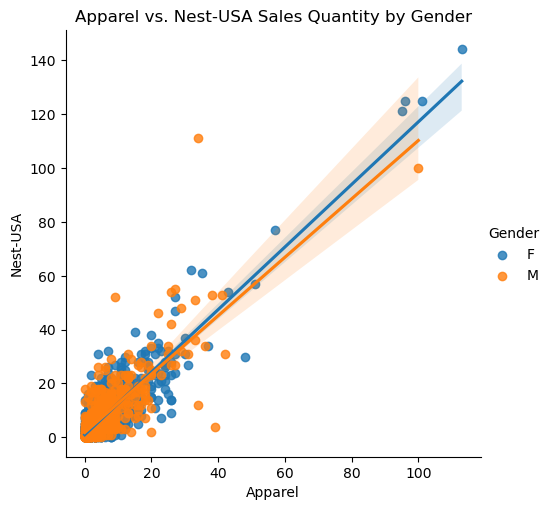 Apparel vs. Nest-USA Sales Quantity by Gender
140
120
100
80
60
40
20
0
Nest-USA
0 20 40 60 80 100
Apparel
Gender
F
M